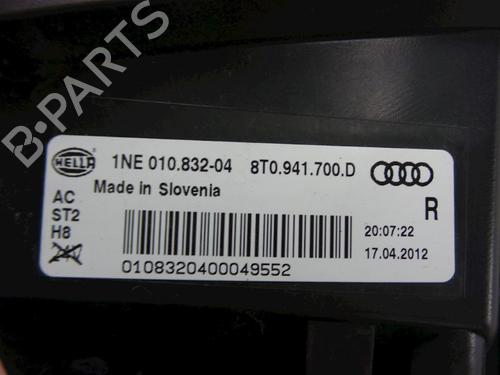 B-PARTS
HELLA 1NE 010.832-04 8T0.941.700.D
AC Made in Slovenia
ST2 R
H8 20:07:22
17.04.2012
0108320400049552